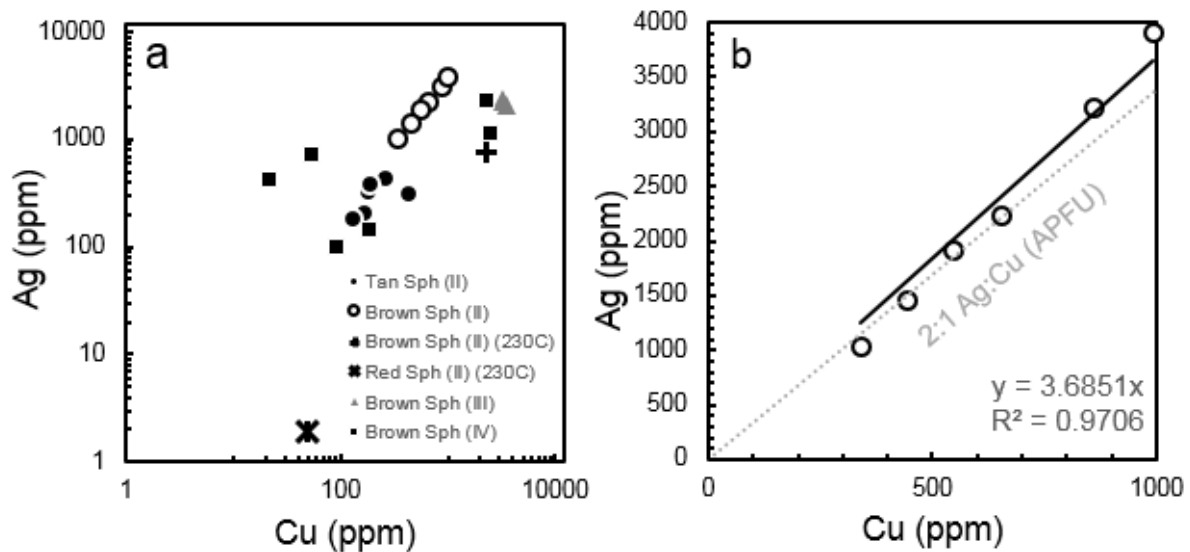 a
10000
1000
100
10
1
Ag (ppm)
Tan Sph (II)
Brown Sph (II)
Brown Sph (II) (230C)
Red Sph (II) (230C)
Brown Sph (III)
Brown Sph (IV)
1
100
10000
Cu (ppm)
b
4000
3500
3000
2500
2000
1500
1000
500
0
Ag (ppm)
2:1 Ag:Cu (APFU)
y = 3.6851x
R² = 0.9706
0
500
1000
Cu (ppm)